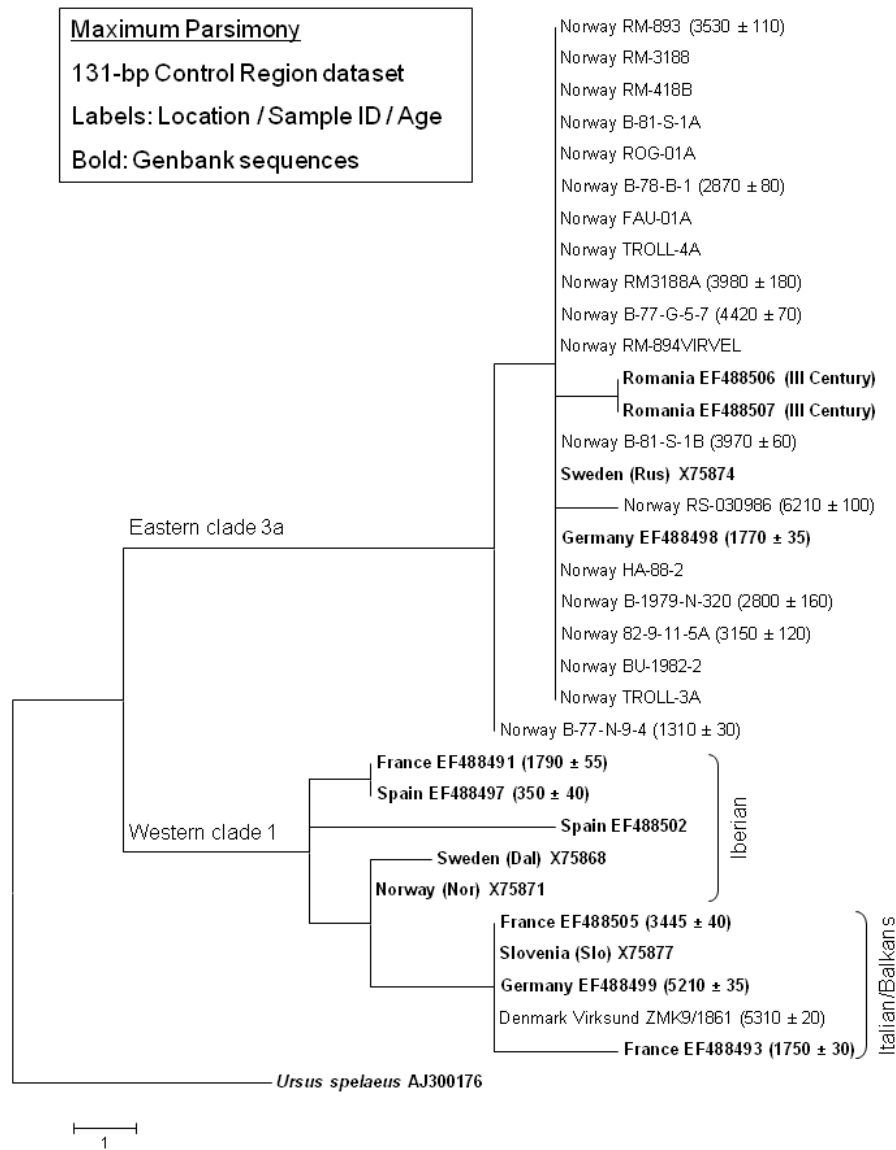 Maximum Parsimony
131-bp Control Region dataset
Labels: Location / Sample ID / Age
Bold: Genbank sequences
Norway RM-893 (3530 ± 110)
Norway RM-3188
Norway RM-418B
Norway B-81-S-1A
Norway ROG-01A
Norway B-78-B-1 (2870 ± 80)
Norway FAU-01A
Norway TROLL-4A
Norway RM3188A (3980 ± 180)
Norway B-77-G-5-7 (4420 ± 70)
Norway RM-894VIRVEL
Romania EF488506 (III Century)
Romania EF488507 (III Century)
Norway B-81-S-1B (3970 ± 60)
Sweden (Rus) X75874
Norway RS-030986 (6210 ± 100)
Eastern clade 3a
Germany EF488498 (1770 ± 35)
Norway HA-88-2
Norway B-1979-N-320 (2800 ± 160)
Norway 82-9-11-5A (3150 ± 120)
Norway BU-1982-2
Norway TROLL-3A
Norway B-77-N-9-4 (1310 ± 30)
France EF488491 (1790 ± 55)
Spain EF488497 (350 ± 40)
Spain EF488502
Western clade 1
Iberian
Sweden (Dal) X75868
Norway (Nor) X75871
France EF488505 (3445 ± 40)
Slovenia (Slo) X75877
Germany EF488499 (5210 ± 35)
Denmark Virksund ZMK9/1861 (5310 ± 20)
France EF488493 (1750 ± 30)
Italian/Balkans
Ursus spelaeus AJ300176
1